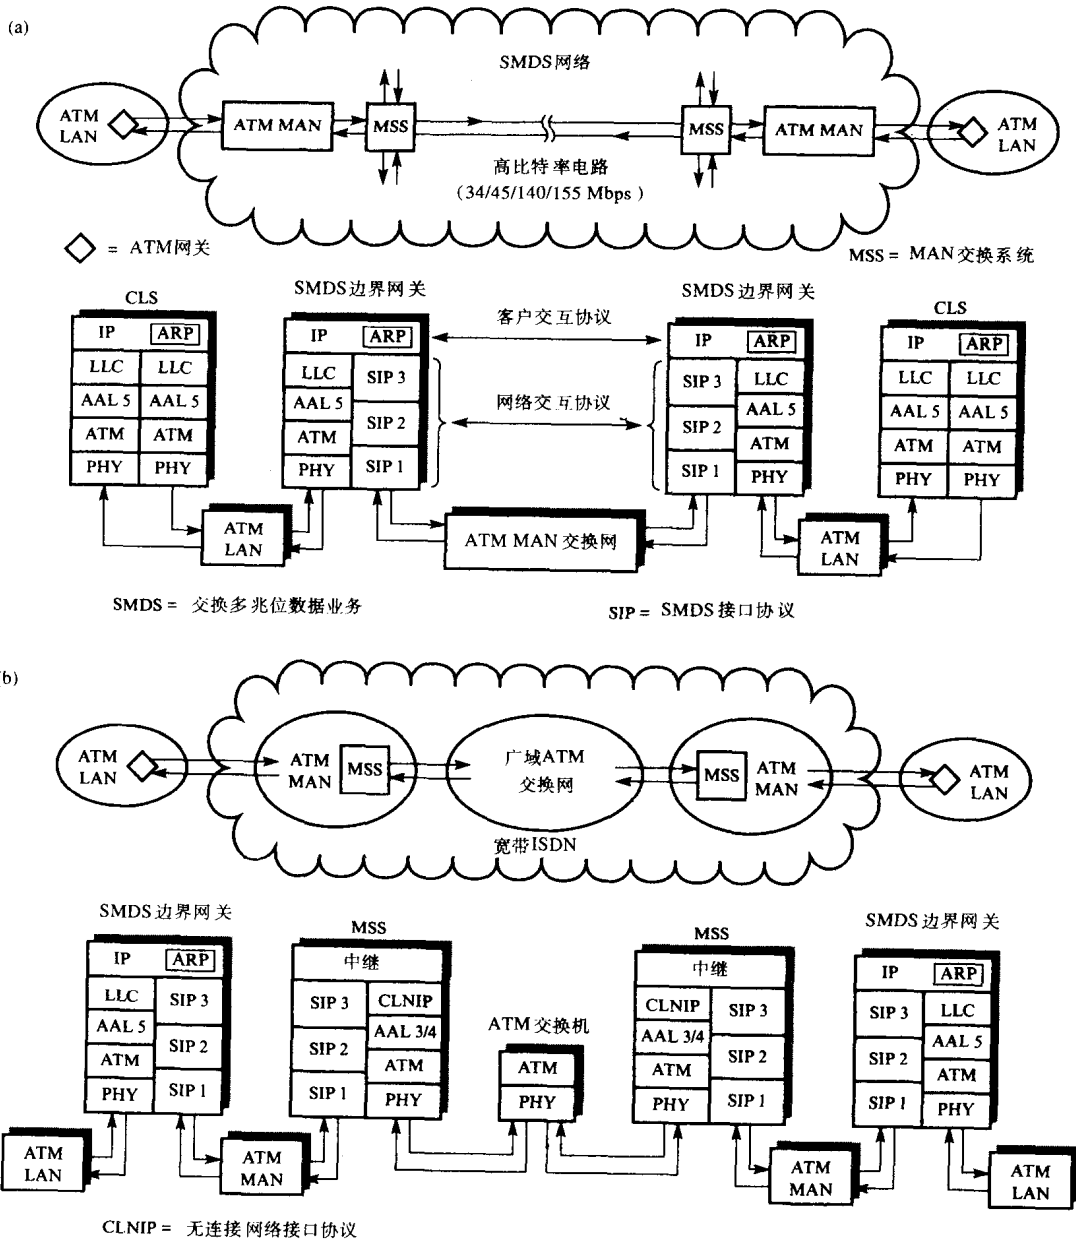 (a)
SMDS网络
ATM
LAN
ATM MAN
MSS
MSS
ATM MAN
ATM
LAN
高比特率电路
(34/45/140/155 Mbps)
= ATM网关
MSS = MAN交换系统
CLS
SMDS边界网关
SMDS边界网关
CLS
IP ARP
IP ARP
客户交互协议
IP ARP
IP ARP
LLC LLC
AAL 5 AAL 5
ATM ATM
PHY PHY
LLC
AAL 5
ATM
PHY
SIP 3
SIP 2
SIP 1
网络交互协议
SIP 3
SIP 2
SIP 1
LLC
AAL 5
ATM
PHY
LLC LLC
AAL 5 AAL 5
ATM ATM
PHY PHY
ATM
LAN
ATM MAN交换网
ATM
LAN
SMDS = 交换多兆位数据业务
SIP = SMDS接口协议
b)
ATM
LAN
ATM
MAN
MSS
广域ATM
交换网
MSS
ATM
MAN
ATM
LAN
宽带ISDN
SMDS边界网关
MSS
MSS
SMDS边界网关
IP ARP
LLC
AAL 5
ATM
PHY
SIP 3
SIP 2
SIP 1
中继
SIP 3
SIP 2
SIP 1
CLNIP
AAL 3/4
ATM
PHY
ATM交换机
ATM
PHY
中继
CLNIP
AAL 3/4
ATM
PHY
SIP 3
SIP 2
SIP 1
IP ARP
SIP 3
SIP 2
SIP 1
LLC
AAL 5
ATM
PHY
ATM
LAN
ATM
MAN
ATM
MAN
ATM
LAN
CLNIP = 无连接网络接口协议